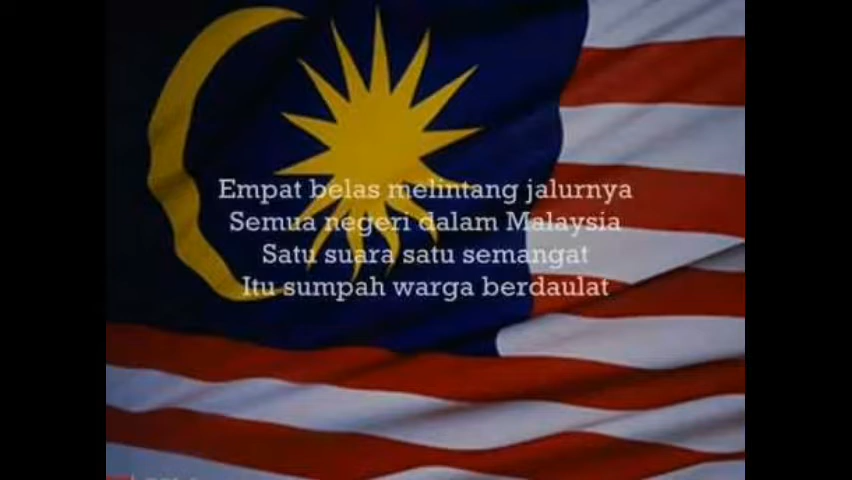 Empat belas melintang jalurnya
Semua negeri dalam Malaysia
Satu suara satu semangat
Itu sumpah warga berdaulat